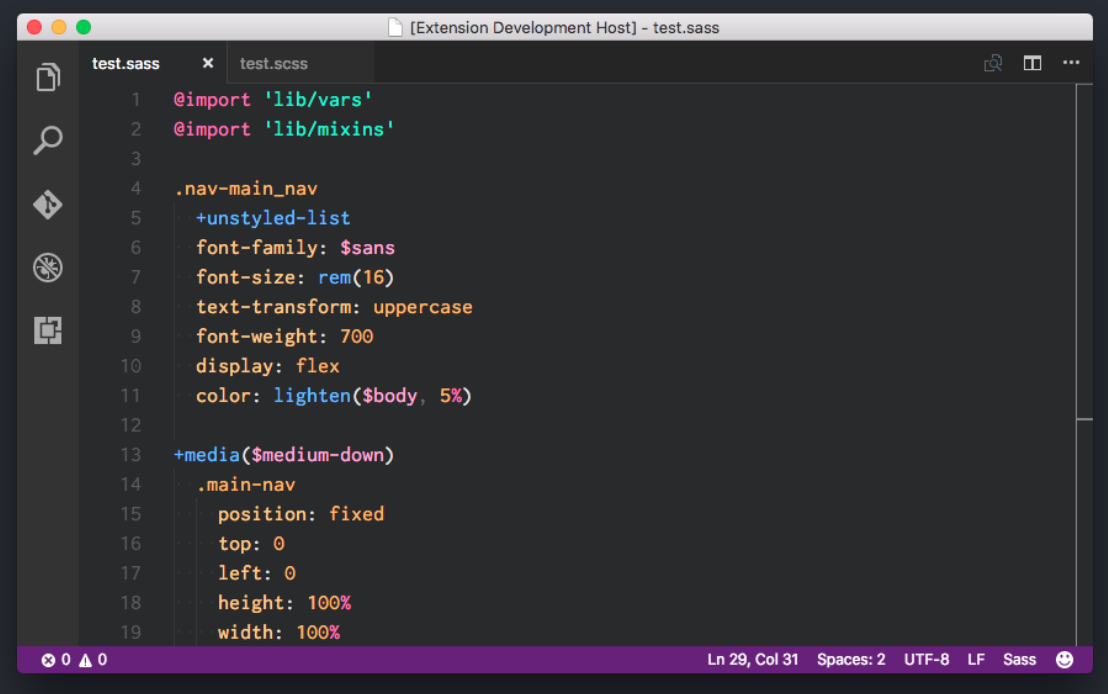 [Extension Development Host] - test.sass
test.sass × test.scss
1 @import 'lib/vars'
2 @import 'lib/mixins'
3
4 .nav-main_nav
5 +unstyled-list
6 font-family: $sans
7 font-size: rem(16)
8 text-transform: uppercase
9 font-weight: 700
10 display: flex
11 color: lighten($body, 5%)
12
13 +media($medium-down)
14 .main-nav
15 position: fixed
16 top: 0
17 left: 0
18 height: 100%
19 width: 100%
0 0 Ln 29, Col 31 Spaces: 2 UTF-8 LF Sass